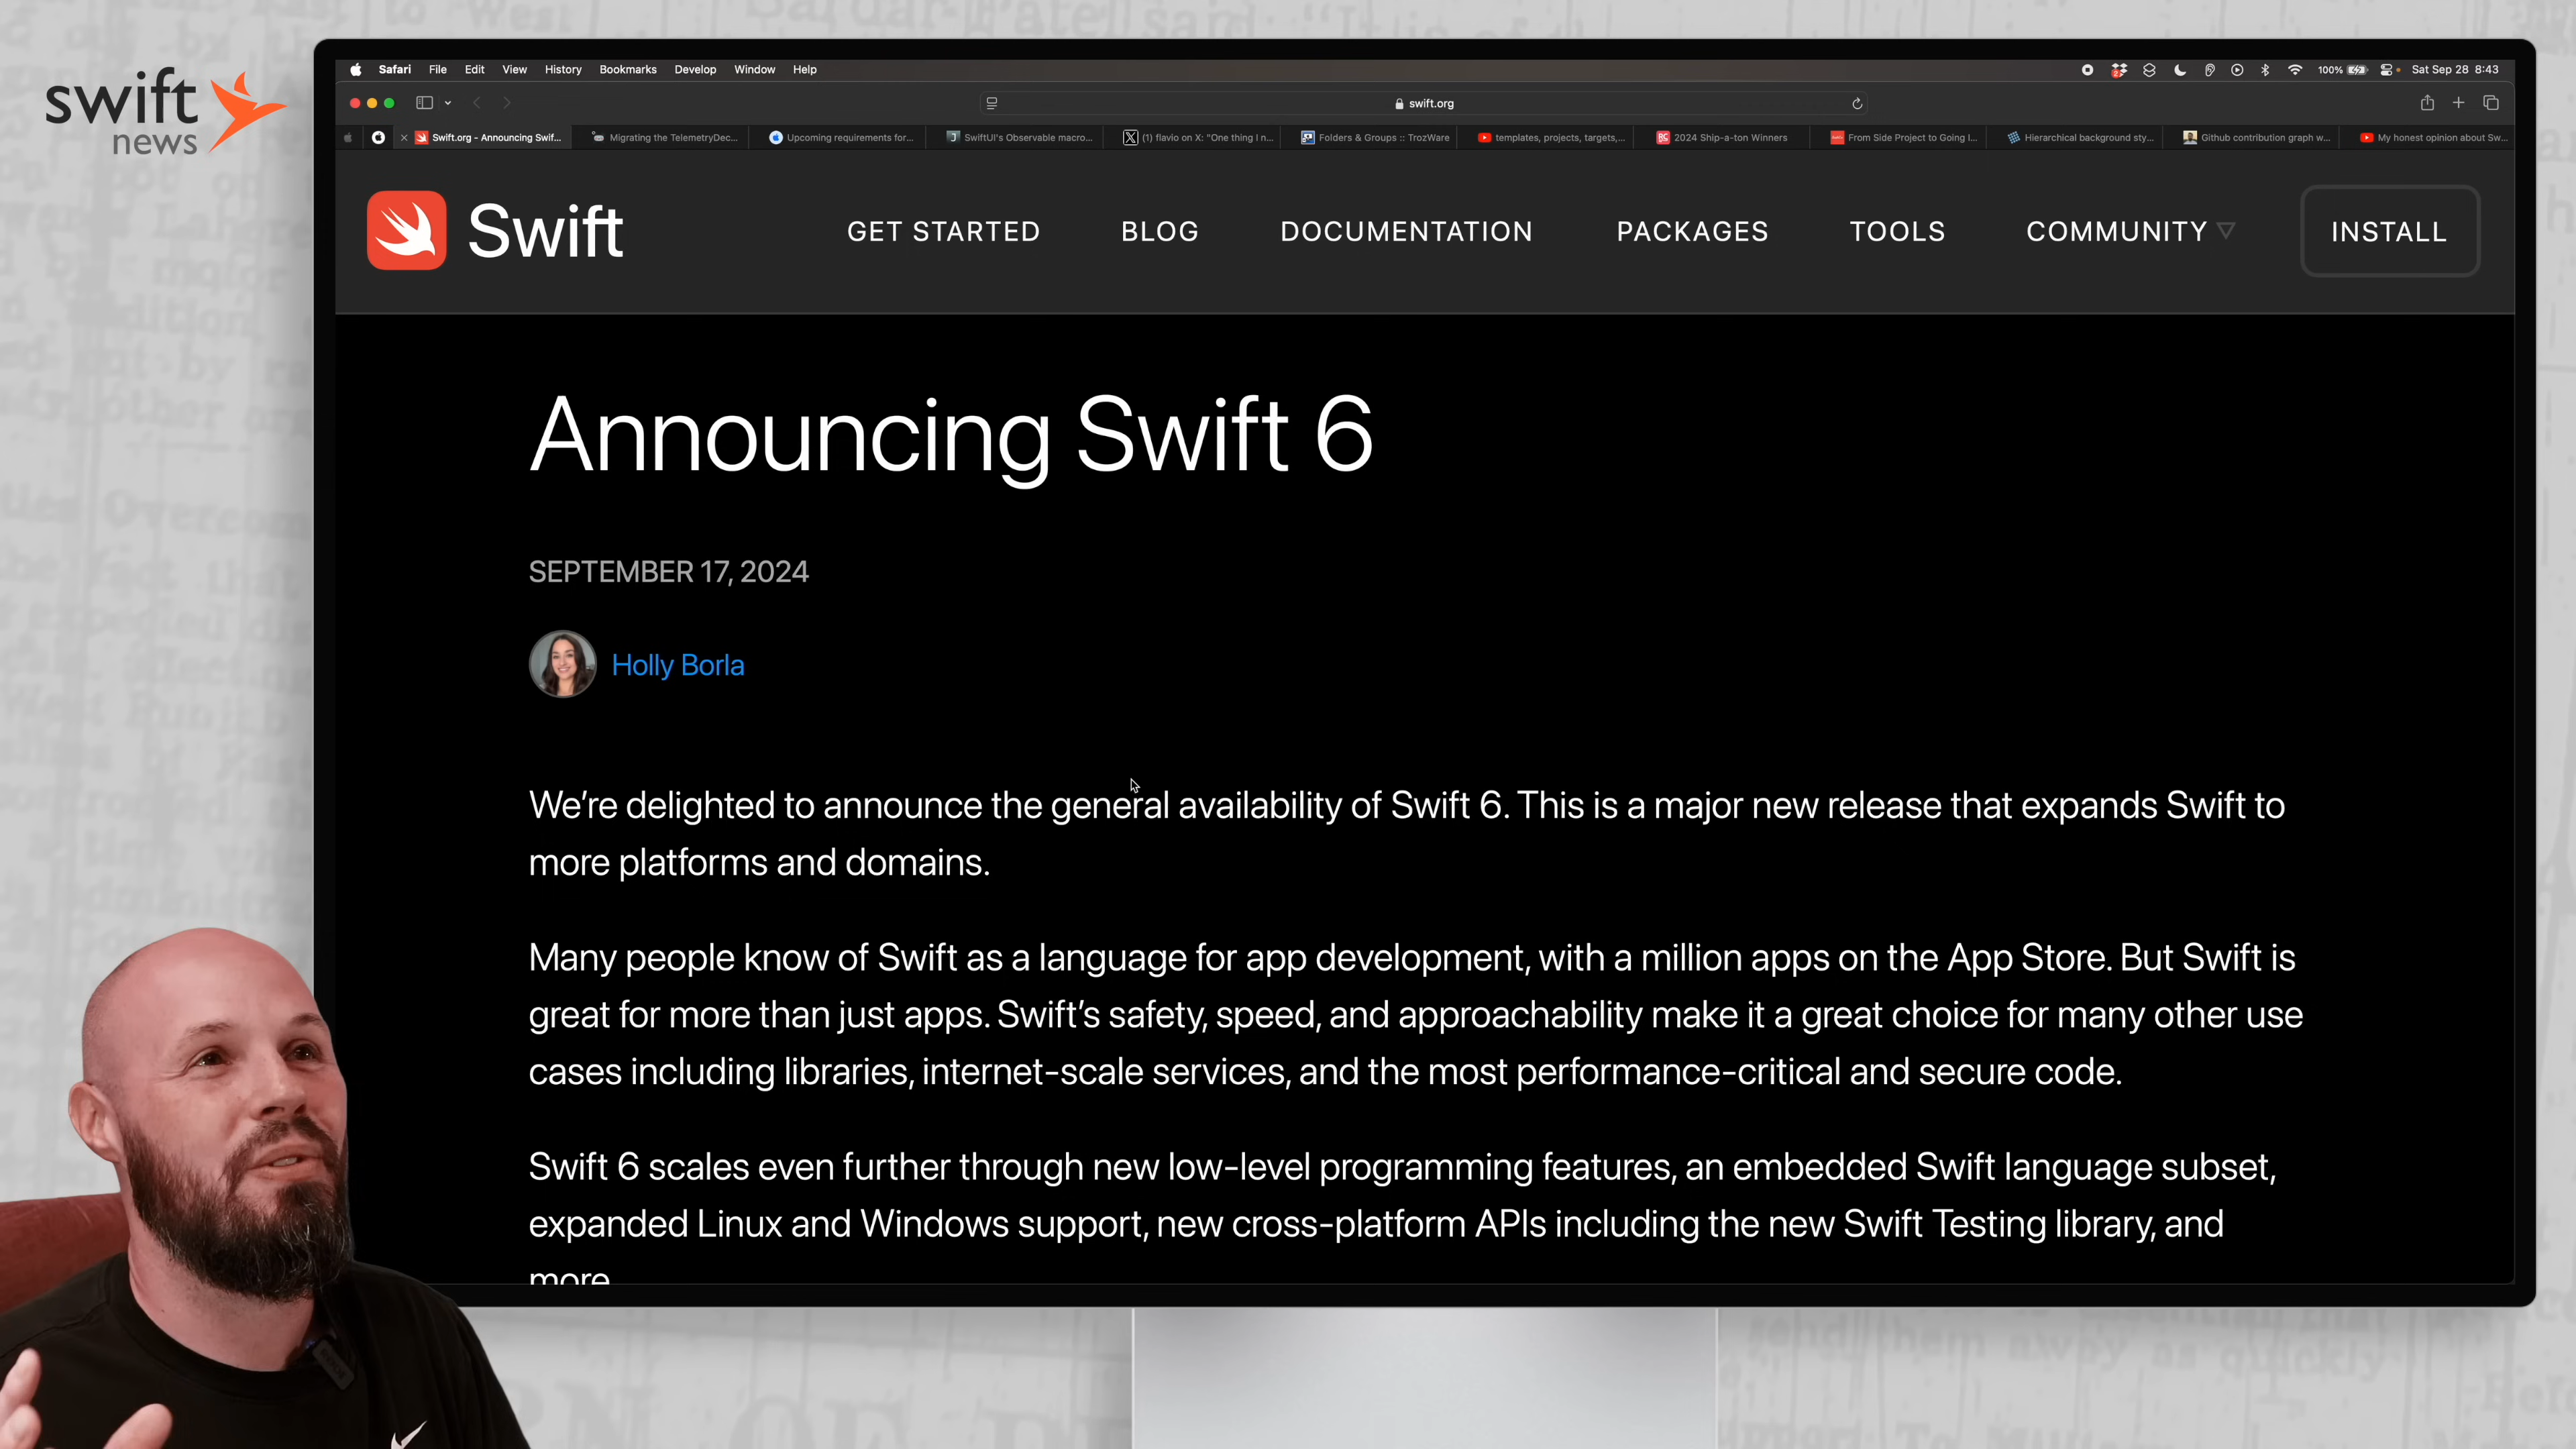 swift
news
Safari File Edit View History Bookmarks Develop Window Help
100% Sat Sep 28 8:43
swift.org
Swift.org - Announcing Swif...
Migrating the TelemetryDec...
Upcoming requirements for...
SwiftUI's Observable macro...
(1) flavio on X: "One thing I n...
Folders & Groups :: TrozWare
templates, projects, targets,...
2024 Ship-a-ton Winners
From Side Project to Going I...
Hierarchical background sty...
Github contribution graph w...
My honest opinion about Sw...
Swift
GET STARTED BLOG DOCUMENTATION PACKAGES TOOLS COMMUNITY INSTALL
Announcing Swift 6
SEPTEMBER 17, 2024
Holly Borla
We’re delighted to announce the general availability of Swift 6. This is a major new release that expands Swift to
more platforms and domains.
Many people know of Swift as a language for app development, with a million apps on the App Store. But Swift is
great for more than just apps. Swift’s safety, speed, and approachability make it a great choice for many other use
cases including libraries, internet-scale services, and the most performance-critical and secure code.
Swift 6 scales even further through new low-level programming features, an embedded Swift language subset,
expanded Linux and Windows support, new cross-platform APIs including the new Swift Testing library, and
more